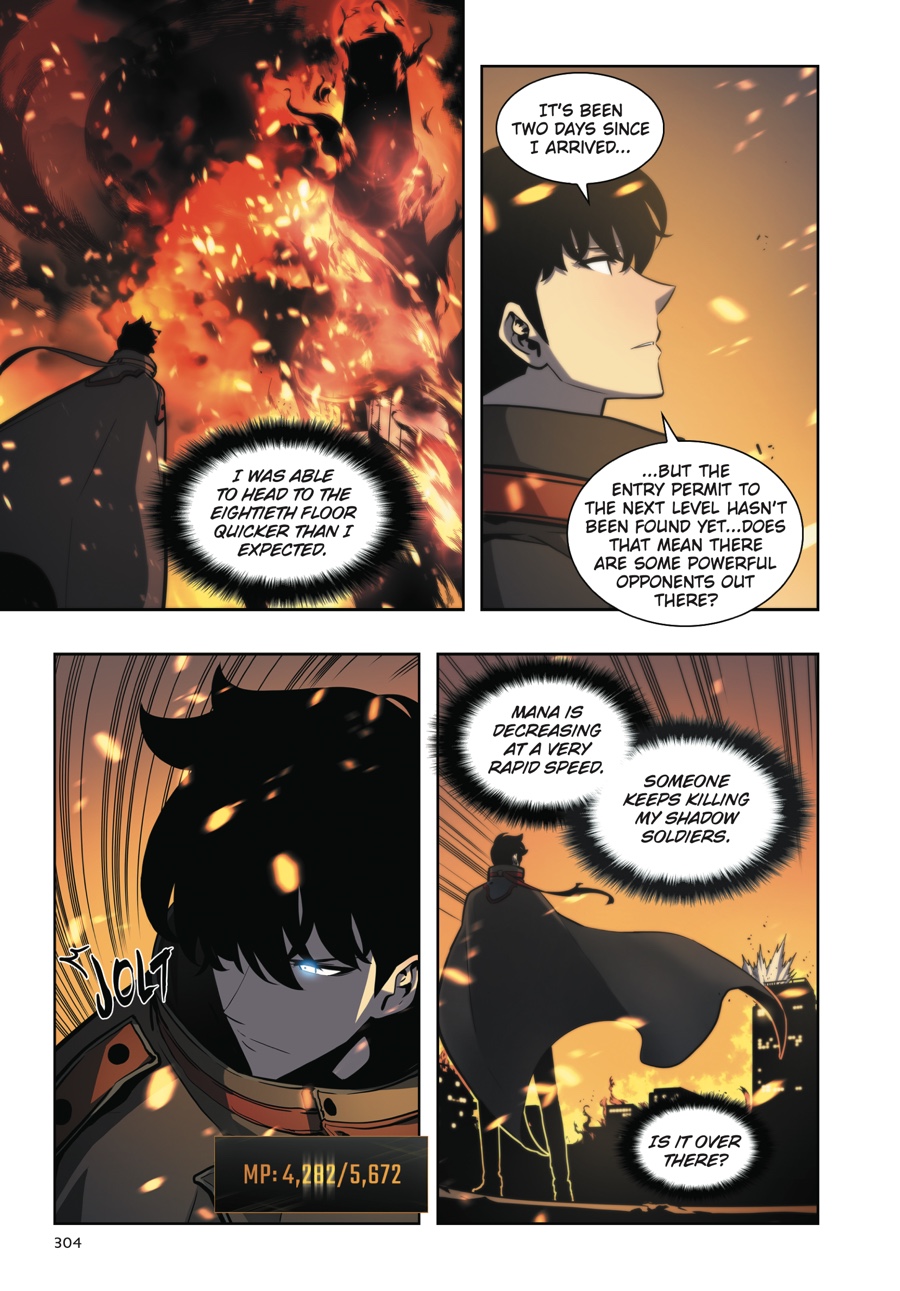 I WAS ABLE
TO HEAD TO THE
EIGHTIETH FLOOR
QUICKER THAN I
EXPECTED.
IT'S BEEN
TWO DAYS SINCE
I ARRIVED...
...BUT THE
ENTRY PERMIT TO
THE NEXT LEVEL HASN'T
BEEN FOUND YET...DOES
THAT MEAN THERE
ARE SOME POWERFUL
OPPONENTS OUT
THERE?
JOLT
MP: 4,282/5,672
MANA IS
DECREASING
AT A VERY
RAPID SPEED.
SOMEONE
KEEPS KILLING
MY SHADOW
SOLDIERS.
IS IT OVER
THERE?
304